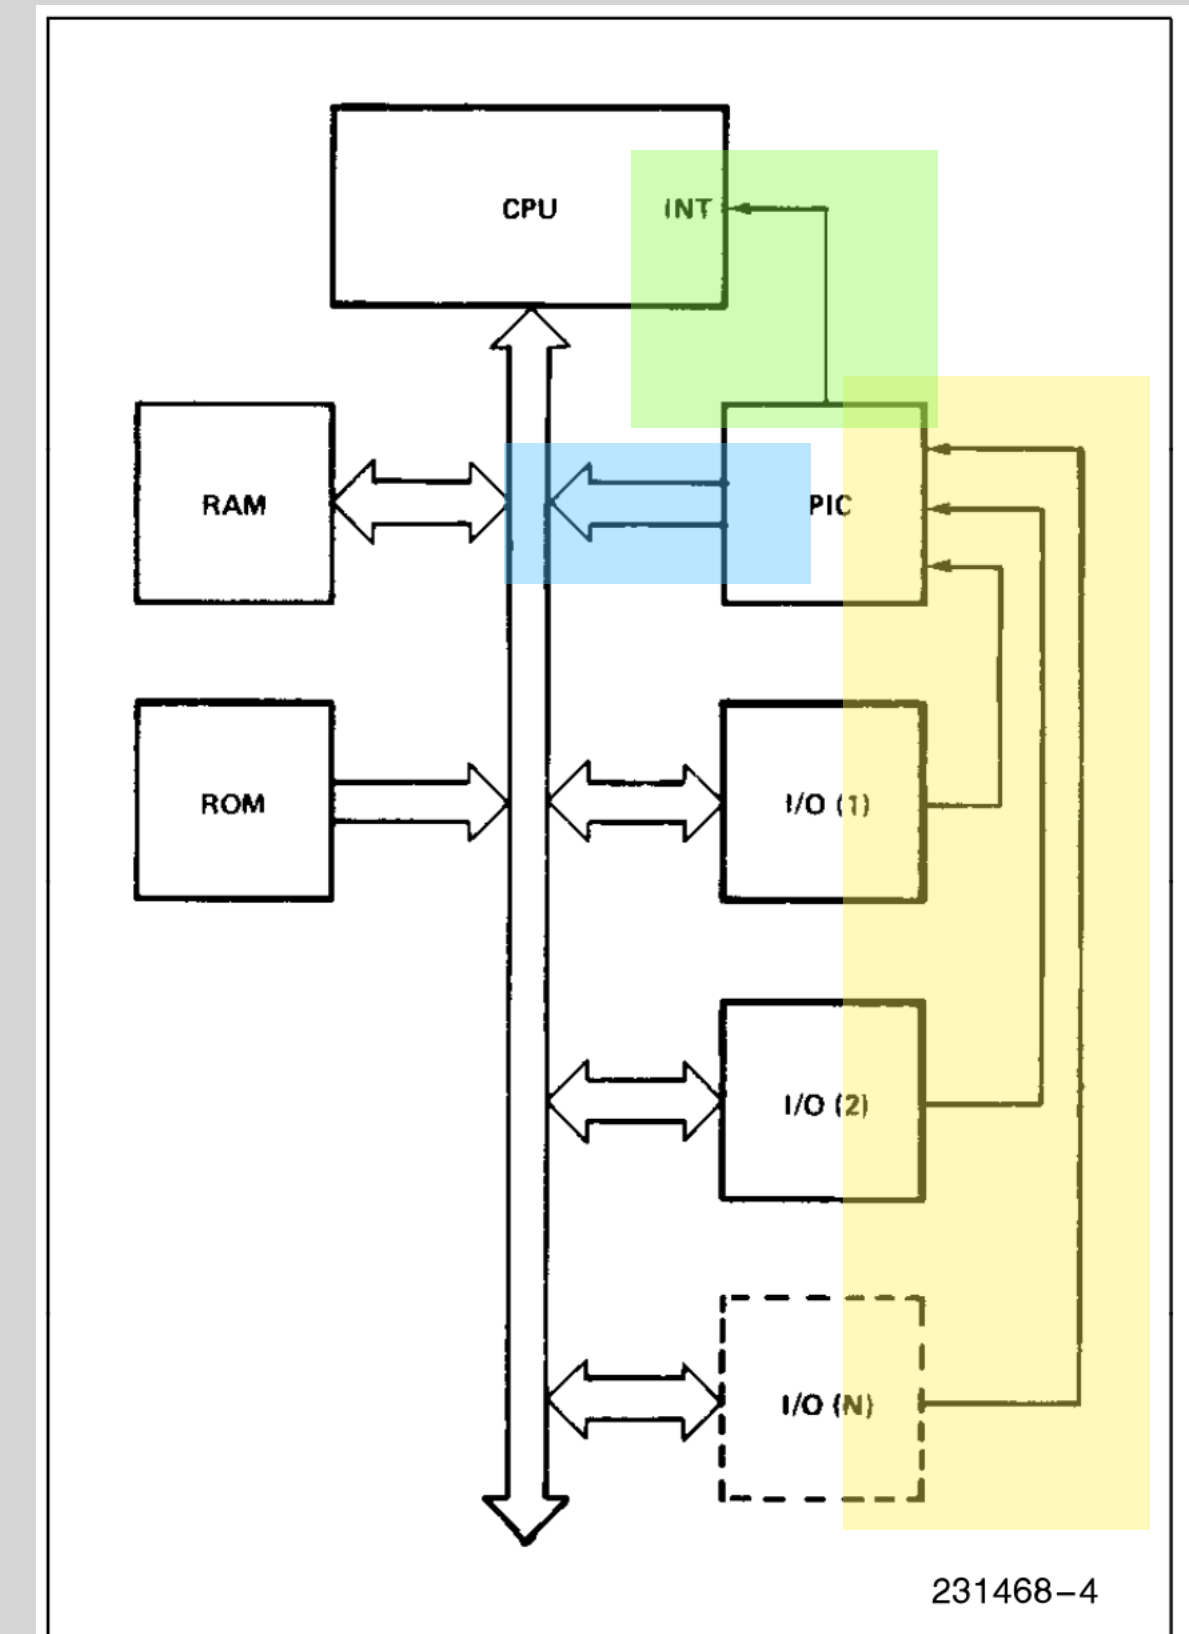 CPU INT
RAM
PIC
ROM
I/O (1)
I/O (2)
I/O (N)
231468–4